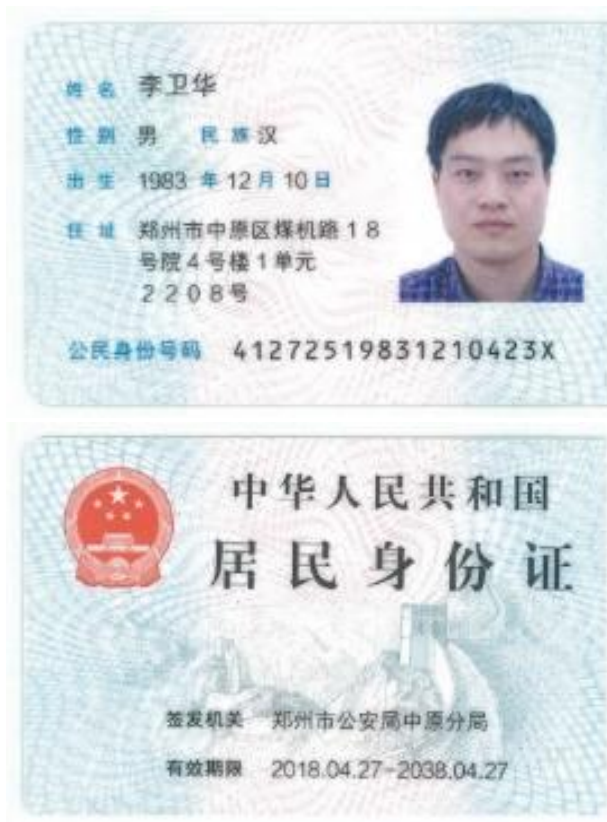 姓名 李卫华
性别 男 民族 汉
出生 1983 年 12 月 10 日
住址 郑州市中原区煤机路18
号院4号楼1单元
2208号
公民身份号码 41272519831210423X
中华人民共和国
居民身份证
签发机关 郑州市公安局中原分局
有效期限 2018.04.27-2038.04.27